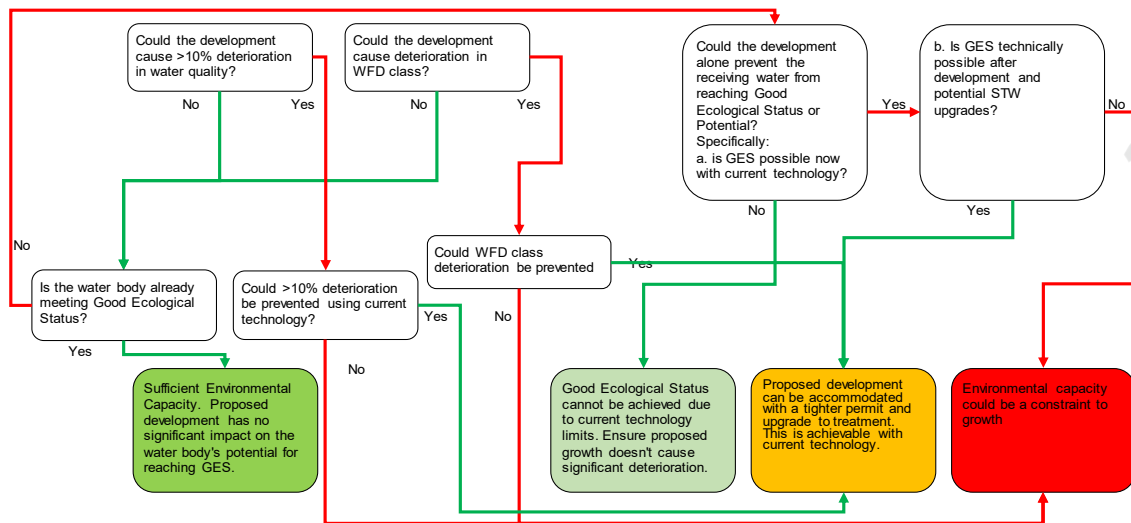 Could the development
cause >10% deterioration
in water quality?
No
Yes
Could the development
cause deterioration in
WFD class?
No
Yes
Could the development
alone prevent the
receiving water from
reaching Good
Ecological Status or
Potential?
Specifically:
a. is GES possible now
with current technology?
Yes
No
b. Is GES technically
possible after
development and
potential STW
upgrades?
No
Yes
No
Is the water body already
meeting Good Ecological
Status?
Yes
Could >10% deterioration
be prevented using current
technology?
Yes
No
Could WFD class
deterioration be prevented
Yes
No
Sufficient Environmental
Capacity. Proposed
development has no
significant impact on the
water body's potential for
reaching GES.
Good Ecological Status
cannot be achieved due
to current technology
limits. Ensure proposed
growth doesn't cause
significant deterioration.
Proposed development
can be accommodated
with a tighter permit and
upgrade to treatment.
This is achievable with
current technology.
Environmental capacity
could be a constraint to
growth